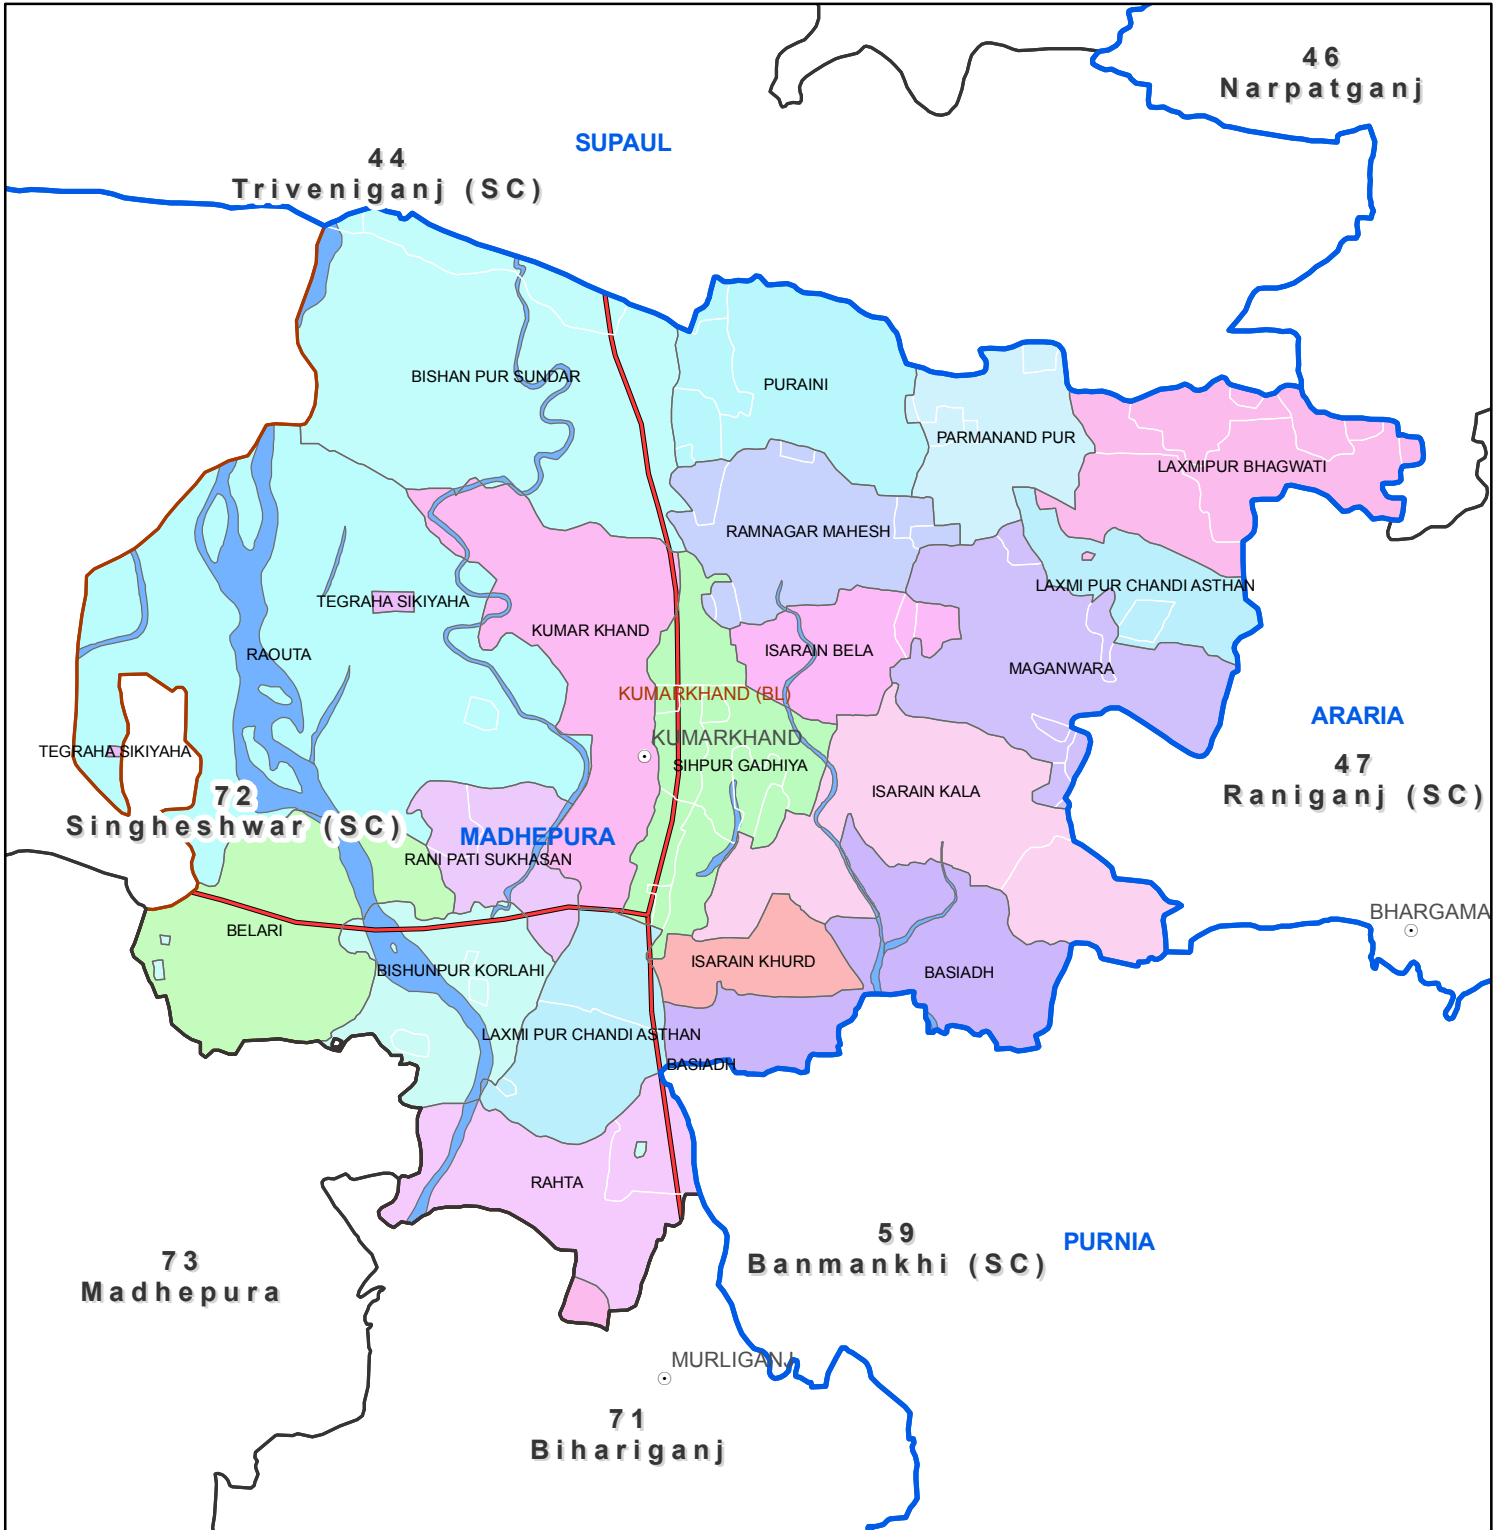 46
Narpatganj
SUPAUL
44
Triveniganj (SC)
BISHAN PUR SUNDAR
PURAINI
PARMANAND PUR
LAXMIPUR BHAGWATI
RAMNAGAR MAHESH
LAXMI PUR CHANDI ASTHAN
TEGRAHA SIKIYAHA
KUMAR KHAND
ISARAIN BELA
RAOUTA
MAGANWARA
KUMARKHAND (BL)
ARARIA
KUMARKHAND
TEGRAHA SIKIYAHA
SIHPUR GADHIYA
47
Raniganj (SC)
ISARAIN KALA
72
Singheshwar (SC)
MADHEPURA
RANI PATI SUKHASAN
BHARGAMA
BELARI
ISARAIN KHURD
BISHUNPUR KORLAHI
BASIADH
LAXMI PUR CHANDI ASTHAN
BASIADH
RAHTA
59
Banmankhi (SC)
PURNIA
73
Madhepura
MURLIGANJ
71
Bihariganj